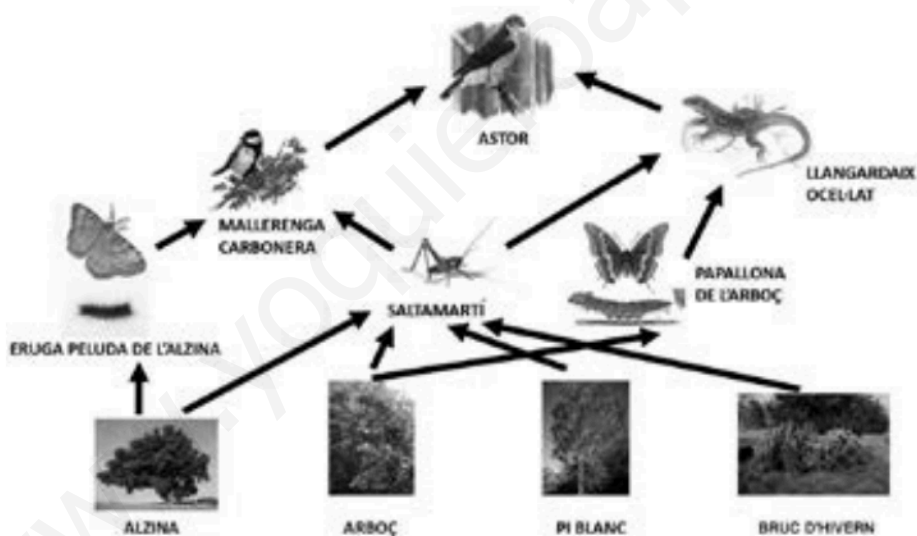 ASTOR
LLANGARDAIX
OCEL·LAT
MALLERENGA
CARBONERA
PAPALLONA
DE L'ARBOÇ
SALTAMARTÍ
ERUGA PELUDA DE L'ALZINA
ALZINA
ARBOÇ
PI BLANC
BRUC D'HIVERN